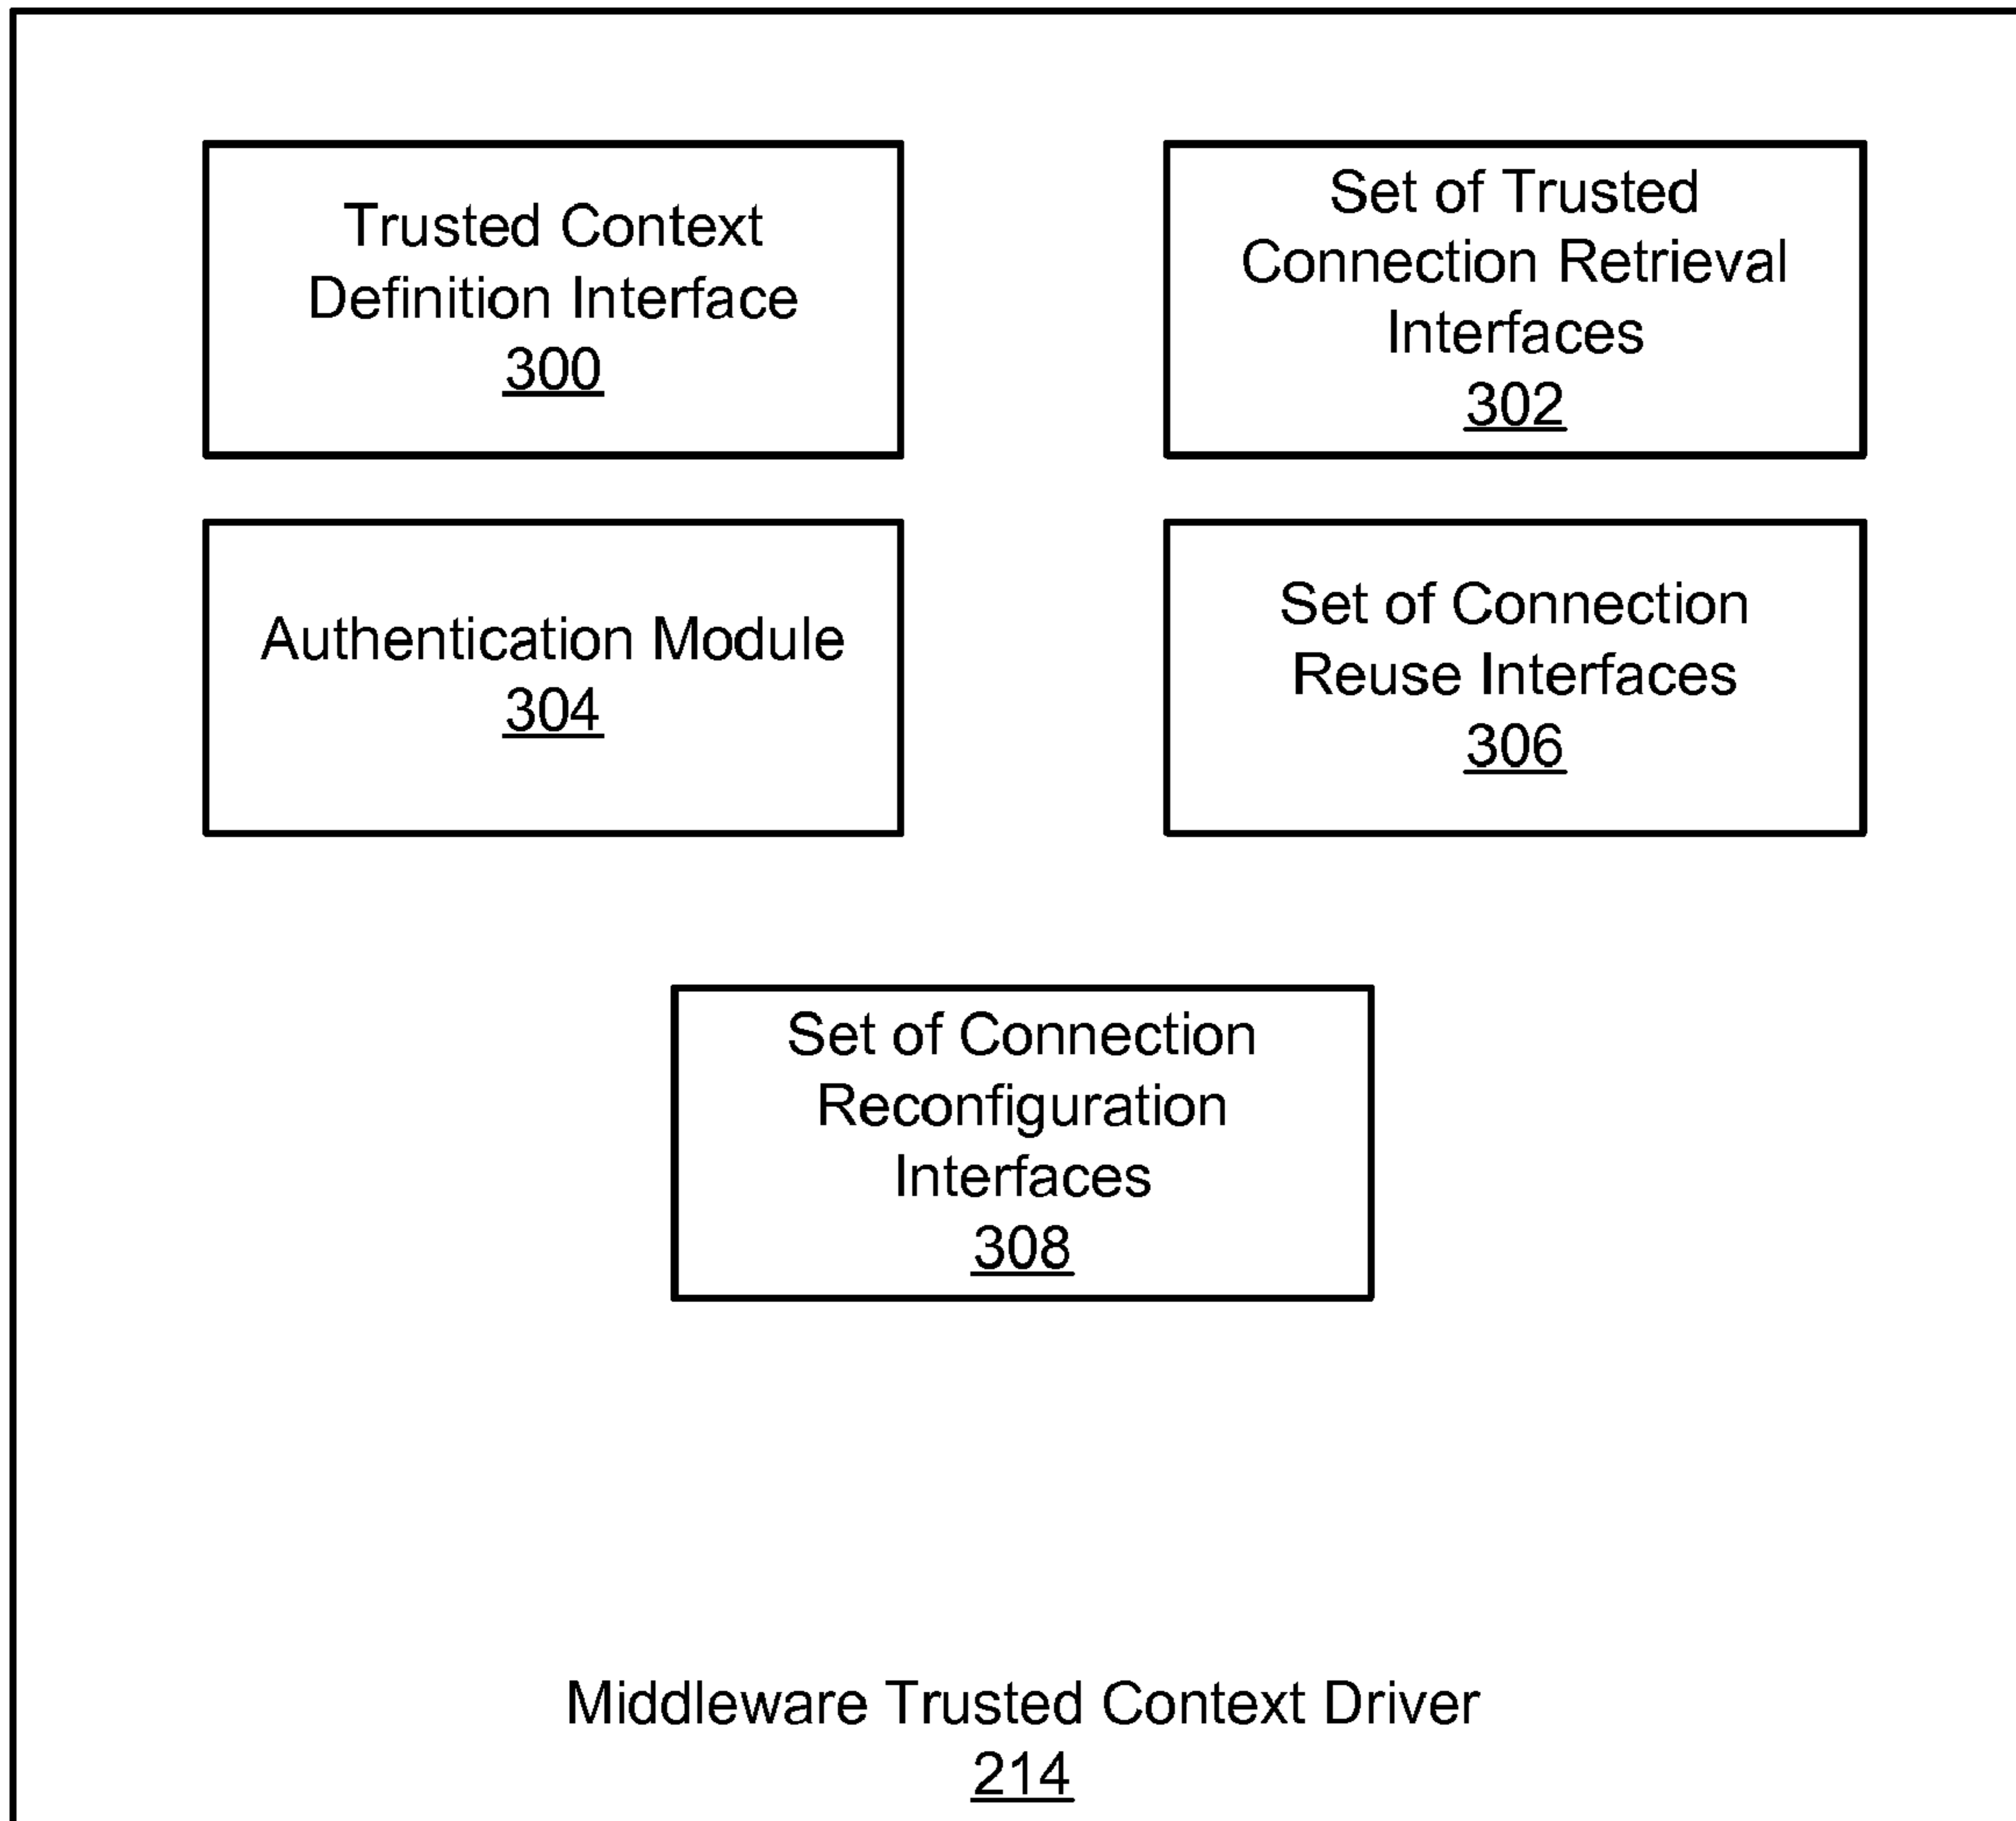 Trusted Context
Definition Interface
300
Set of Trusted
Connection Retrieval
Interfaces
302
Authentication Module
304
Set of Connection
Reuse Interfaces
306
Set of Connection
Reconfiguration
Interfaces
308
Middleware Trusted Context Driver
214